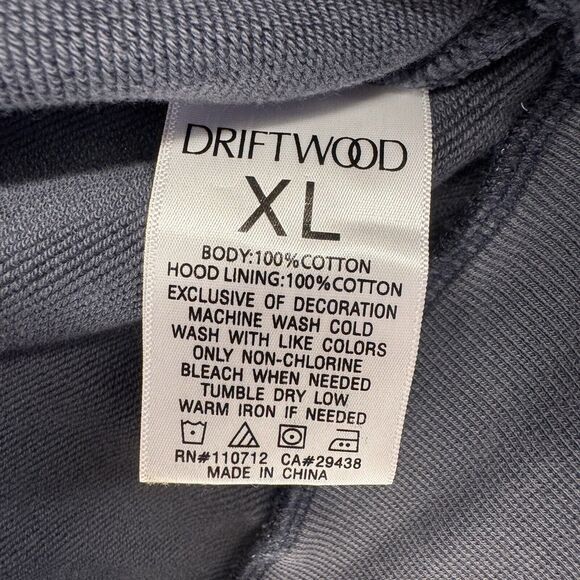 DRIFTWOOD
XL
BODY:100%COTTON
HOOD LINING:100%COTTON
EXCLUSIVE OF DECORATION
MACHINE WASH COLD
WASH WITH LIKE COLORS
ONLY NON-CHLORINE
BLEACH WHEN NEEDED
TUMBLE DRY LOW
WARM IRON IF NEEDED
RN#110712 CA#29438
MADE IN CHINA